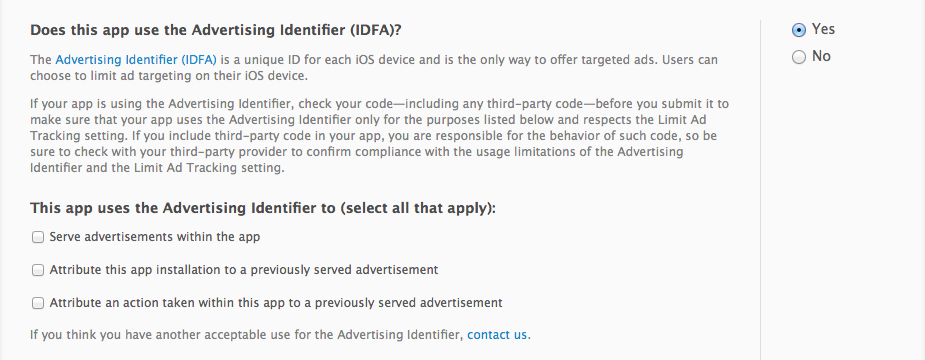 Does this app use the Advertising Identifier (IDFA)?
Yes
No
The Advertising Identifier (IDFA) is a unique ID for each iOS device and is the only way to offer targeted ads. Users can
choose to limit ad targeting on their iOS device.
If your app is using the Advertising Identifier, check your code—including any third-party code—before you submit it to
make sure that your app uses the Advertising Identifier only for the purposes listed below and respects the Limit Ad
Tracking setting. If you include third-party code in your app, you are responsible for the behavior of such code, so be
sure to check with your third-party provider to confirm compliance with the usage limitations of the Advertising
Identifier and the Limit Ad Tracking setting.
This app uses the Advertising Identifier to (select all that apply):
Serve advertisements within the app
Attribute this app installation to a previously served advertisement
Attribute an action taken within this app to a previously served advertisement
If you think you have another acceptable use for the Advertising Identifier, contact us.